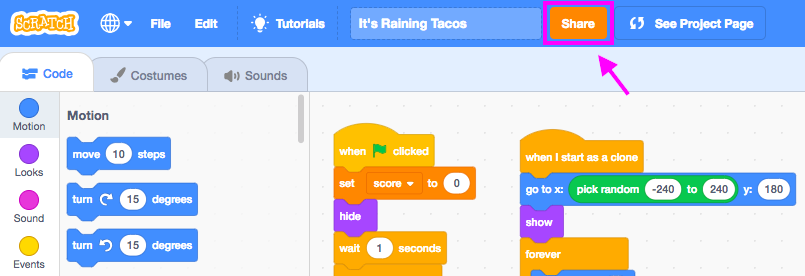 SCRATCH File Edit Tutorials It's Raining Tacos Share See Project Page
Code Costumes Sounds
Motion
Looks
Sound
Events
Motion
move 10 steps
turn 15 degrees
turn 15 degrees
when clicked
set score to 0
hide
wait 1 seconds
when I start as a clone
go to x: pick random -240 to 240 y: 180
show
forever